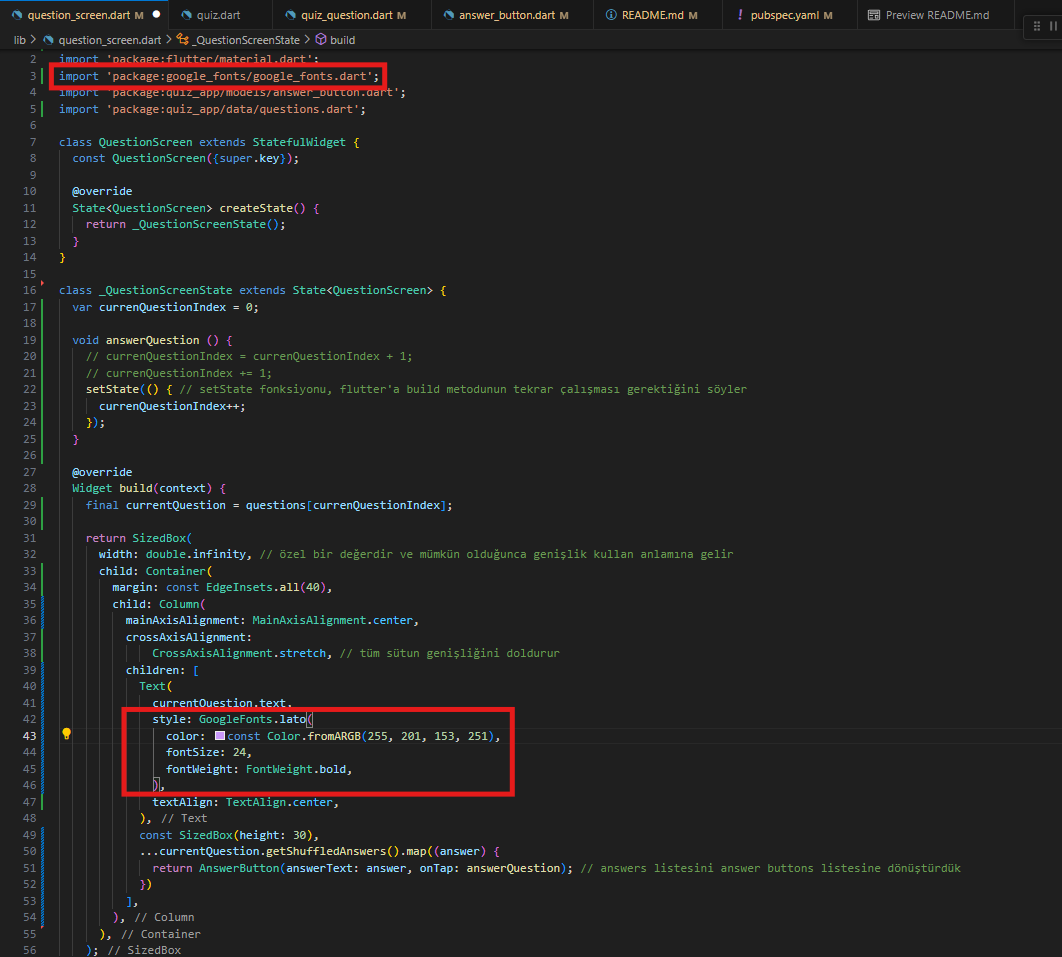 question_screen.dart M
quiz.dart
quiz_question.dart M
answer_button.dart M
README.md M
! pubspec.yaml M
Preview README.md
lib > question_screen.dart > _QuestionScreenState > build
2 import 'package:flutter/material.dart';
3 import 'package:google_fonts/google_fonts.dart';
4 import 'package:quiz_app/models/answer_button.dart';
5 import 'package:quiz_app/data/questions.dart';
6
7 class QuestionScreen extends StatefulWidget {
8 const QuestionScreen({super.key});
9
10 @override
11 State<QuestionScreen> createState() {
12 return _QuestionScreenState();
13 }
14 }
15
16 class _QuestionScreenState extends State<QuestionScreen> {
17 var currenQuestionIndex = 0;
18
19 void answerQuestion () {
20 // currenQuestionIndex = currenQuestionIndex + 1;
21 // currenQuestionIndex += 1;
22 setState(() { // setState fonksiyonu, flutter'a build metodunun tekrar çalışması gerektiğini söyler
23 currenQuestionIndex++;
24 });
25 }
26
27 @override
28 Widget build(context) {
29 final currentQuestion = questions[currenQuestionIndex];
30
31 return SizedBox(
32 width: double.infinity, // özel bir değerdir ve mümkün olduğunca genişlik kullan anlamına gelir
33 child: Container(
34 margin: const EdgeInsets.all(40),
35 child: Column(
36 mainAxisAlignment: MainAxisAlignment.center,
37 crossAxisAlignment:
38 CrossAxisAlignment.stretch, // tüm sütun genişliğini doldurur
39 children: [
40 Text(
41 currentQuestion.text,
42 style: GoogleFonts.lato(
43 color: const Color.fromARGB(255, 201, 153, 251),
44 fontSize: 24,
45 fontWeight: FontWeight.bold,
46 ),
47 textAlign: TextAlign.center,
48 ), // Text
49 const SizedBox(height: 30),
50 ...currentQuestion.getShuffledAnswers().map((answer) {
51 return AnswerButton(answerText: answer, onTap: answerQuestion); // answers listesini answer buttons listesine dönüştürdük
52 })
53 ],
54 ), // Column
55 ), // Container
56 ); // SizedBox